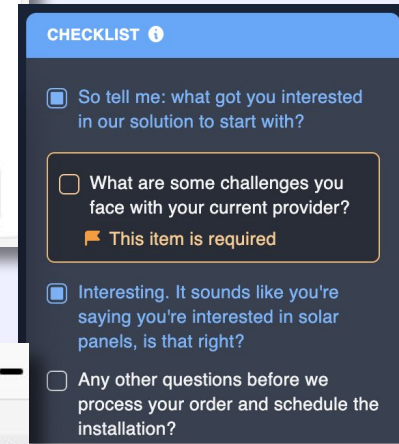 CHECKLIST
So tell me: what got you interested
in our solution to start with?
What are some challenges you
face with your current provider?
This item is required
Interesting. It sounds like you're
saying you're interested in solar
panels, is that right?
Any other questions before we
process your order and schedule the
installation?